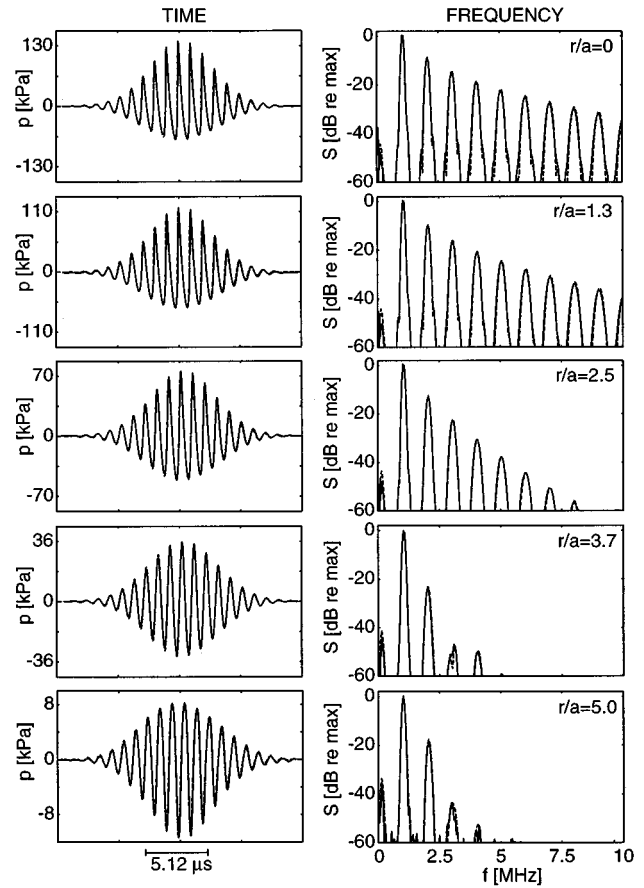 TIME FREQUENCY
p [kPa] 130 0 -130
S [dB re max] 0 -20 -40 -60 r/a=0
p [kPa] 110 0 -110
S [dB re max] 0 -20 -40 -60 r/a=1.3
p [kPa] 70 0 -70
S [dB re max] 0 -20 -40 -60 r/a=2.5
p [kPa] 36 0 -36
S [dB re max] 0 -20 -40 -60 r/a=3.7
p [kPa] 8 0 -8
S [dB re max] 0 -20 -40 -60 r/a=5.0
0 2.5 5 7.5 10
5.12 μs
f [MHz]